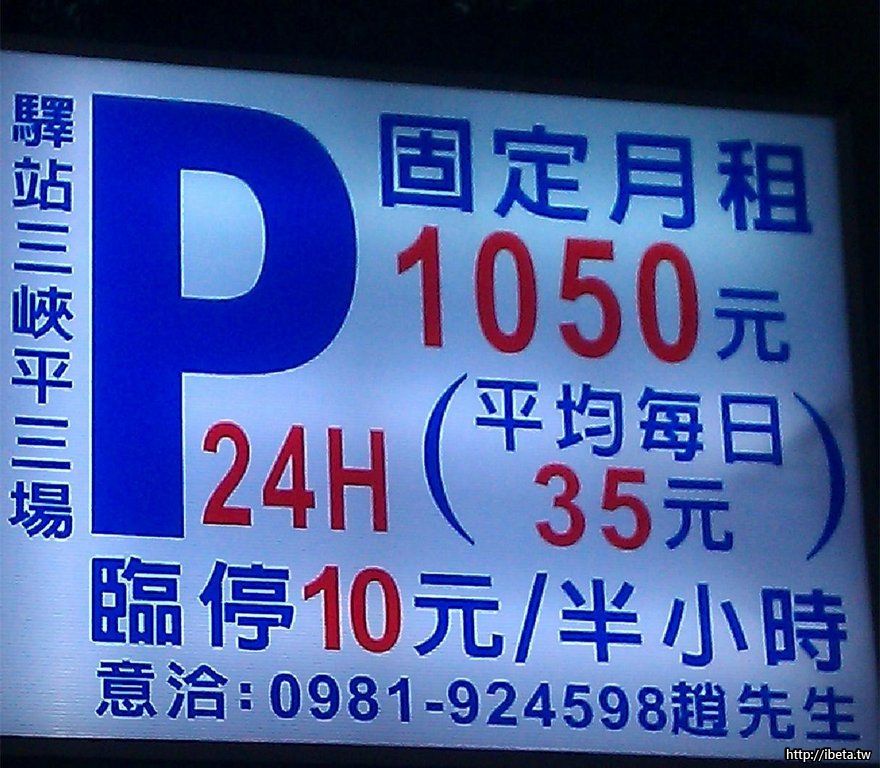 驛站三峽平三場
P
24H
固定月租
1050元
(平均每日
35元)
臨停10元/半小時
意洽:0981-924598趙先生
http://ibeta.tw